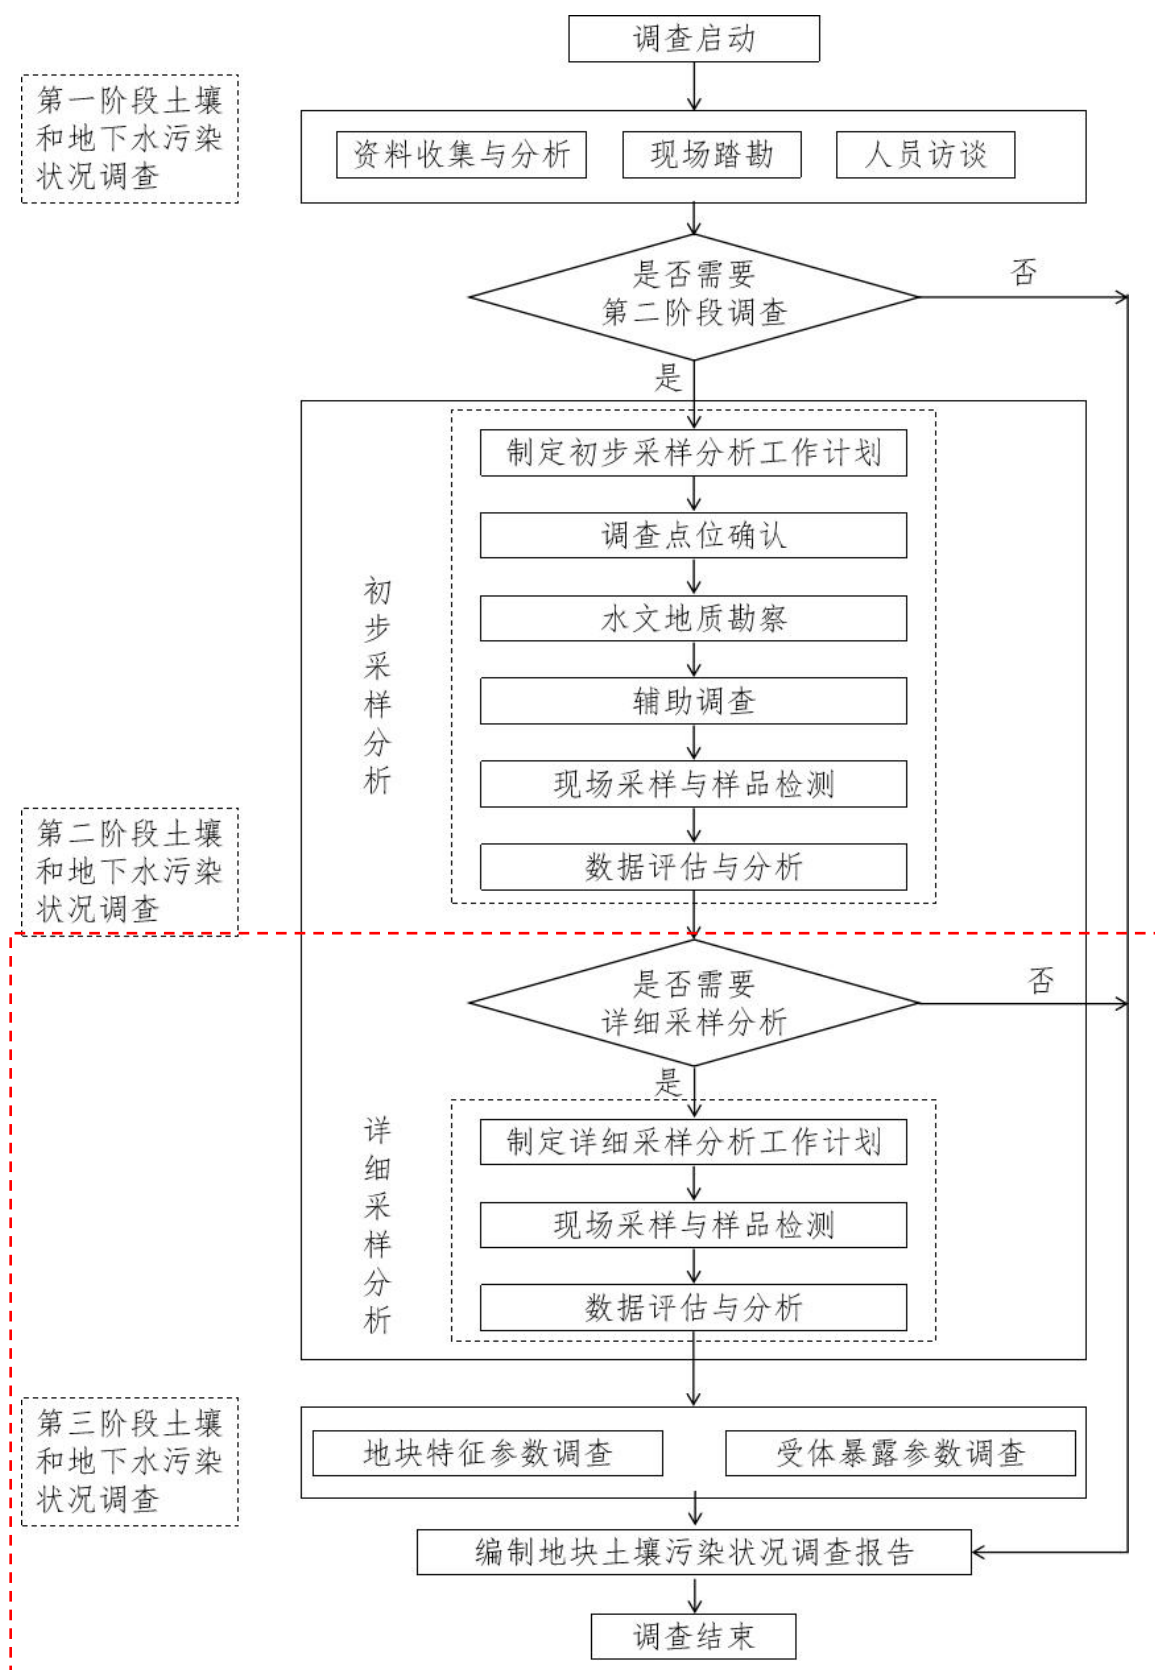 调查启动
第一阶段土壤
和地下水污染
状况调查
资料收集与分析
现场踏勘
人员访谈
是否需要
第二阶段调查
否
是
制定初步采样分析工作计划
调查点位确认
水文地质勘察
辅助调查
现场采样与样品检测
数据评估与分析
初步采样分析
第二阶段土壤
和地下水污染
状况调查
是否需要
详细采样分析
否
是
制定详细采样分析工作计划
现场采样与样品检测
数据评估与分析
详细采样分析
第三阶段土壤
和地下水污染
状况调查
地块特征参数调查
受体暴露参数调查
编制地块土壤污染状况调查报告
调查结束